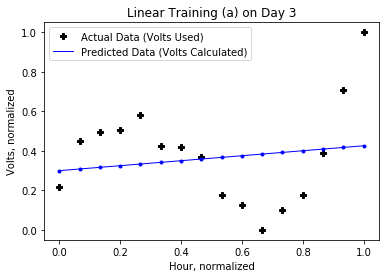 Linear Training (a) on Day 3
Actual Data (Volts Used)
Predicted Data (Volts Calculated)
Volts, normalized
1.0
0.8
0.6
0.4
0.2
0.0
0.0 0.2 0.4 0.6 0.8 1.0
Hour, normalized